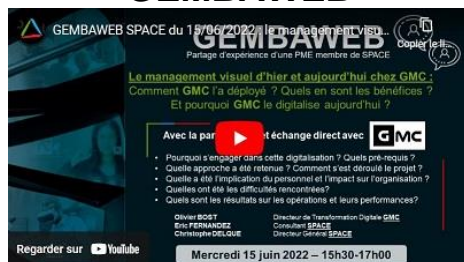 GEMBAWEB
GEMBAWEB SPACE du 15/06/2022 : le management visu...
GEMBAWEB
Copier le li...
Partage d'expérience d'une PME membre de SPACE
Le management visuel d'hier et aujourd'hui chez GMC :
Comment GMC l'a déployé ? Quels en sont les bénéfices ?
Et pourquoi GMC le digitalise aujourd'hui ?
Avec la par et échange direct avec GMC
• Pourquoi s'engager dans cette digitalisation ? Quels pré-requis ?
• Quelle approche a été retenue ? Comment s'est déroulé le projet ?
• Quelle a été l'implication du personnel et l'impact sur l'organisation ?
• Quelles ont été les difficultés rencontrées?
• Quels sont les résultats sur les opérations et leurs performances?
Olivier BOST Directeur de Transformation Digitale GMC
Eric FERNANDEZ Consultant SPACE
Christophe DELQUE Directeur Général SPACE
Regarder sur YouTube
Mercredi 15 juin 2022 – 15h30-17h00